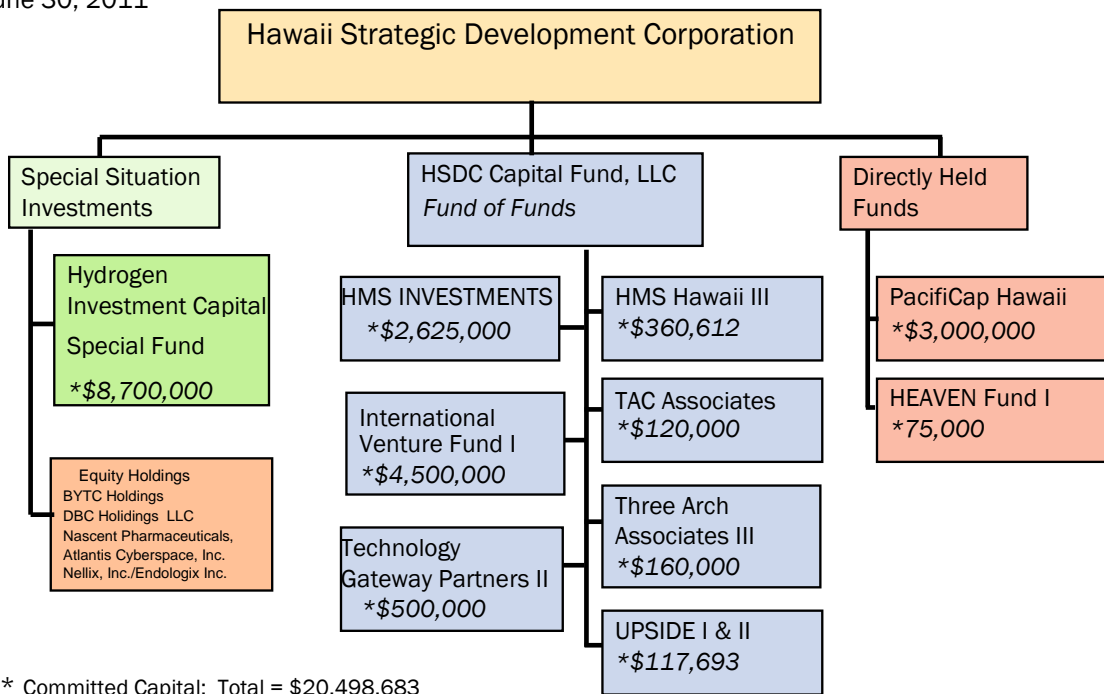 June 30, 2011
Hawaii Strategic Development Corporation
Special Situation
Investments
Hydrogen
Investment Capital
Special Fund
*$8,700,000
Equity Holdings
BYTC Holdings
DBC Holidings LLC
Nascent Pharmaceuticals,
Atlantis Cyberspace, Inc.
Nellix, Inc./Endologix Inc.
HSDC Capital Fund, LLC
Fund of Funds
HMS INVESTMENTS
*$2,625,000
International
Venture Fund I
*$4,500,000
Technology
Gateway Partners II
*$500,000
HMS Hawaii III
*$360,612
TAC Associates
*$120,000
Three Arch
Associates III
*$160,000
UPSIDE I & II
*$117,693
Directly Held
Funds
PacifiCap Hawaii
*$3,000,000
HEAVEN Fund I
*75,000
* Committed Capital: Total = $20,498,683